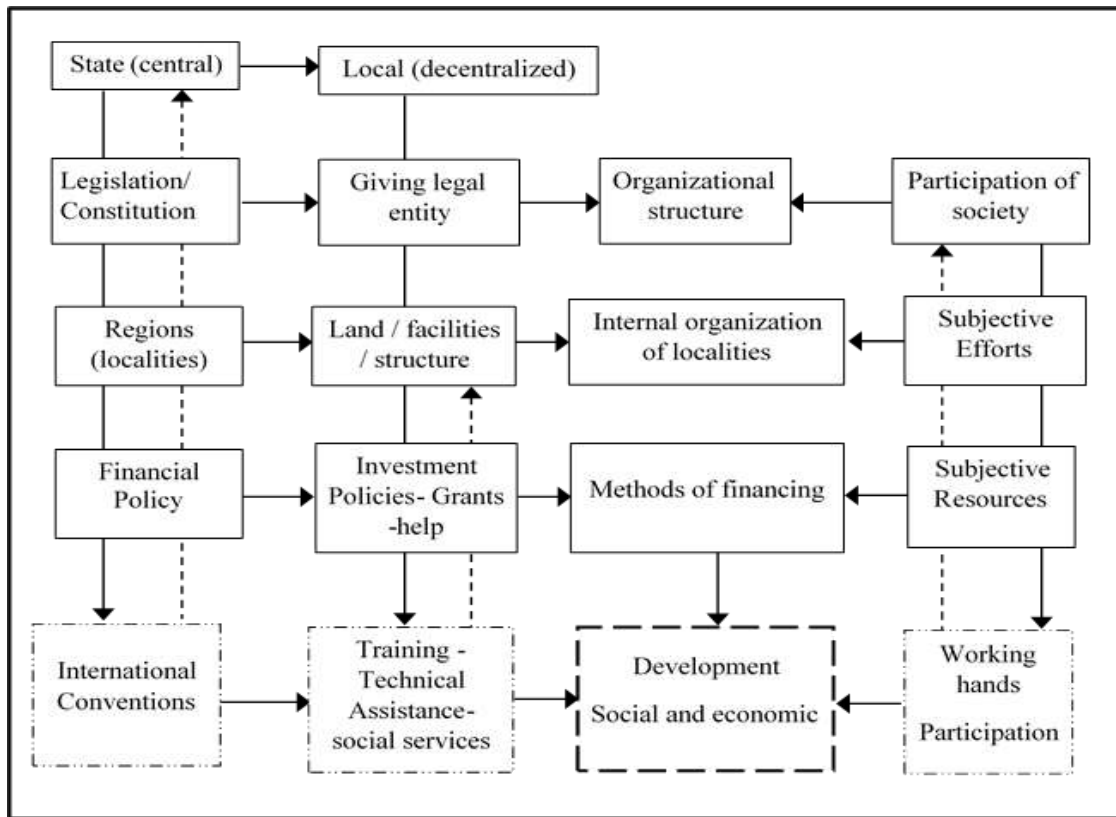 State (central)
Local (decentralized)
Legislation/
Constitution
Giving legal
entity
Organizational
structure
Participation of
society
Regions
(localities)
Land / facilities
/ structure
Internal organization
of localities
Subjective
Efforts
Financial
Policy
Investment
Policies- Grants
-help
Methods of financing
Subjective
Resources
International
Conventions
Training -
Technical
Assistance-
social services
Development
Social and economic
Working
hands
Participation